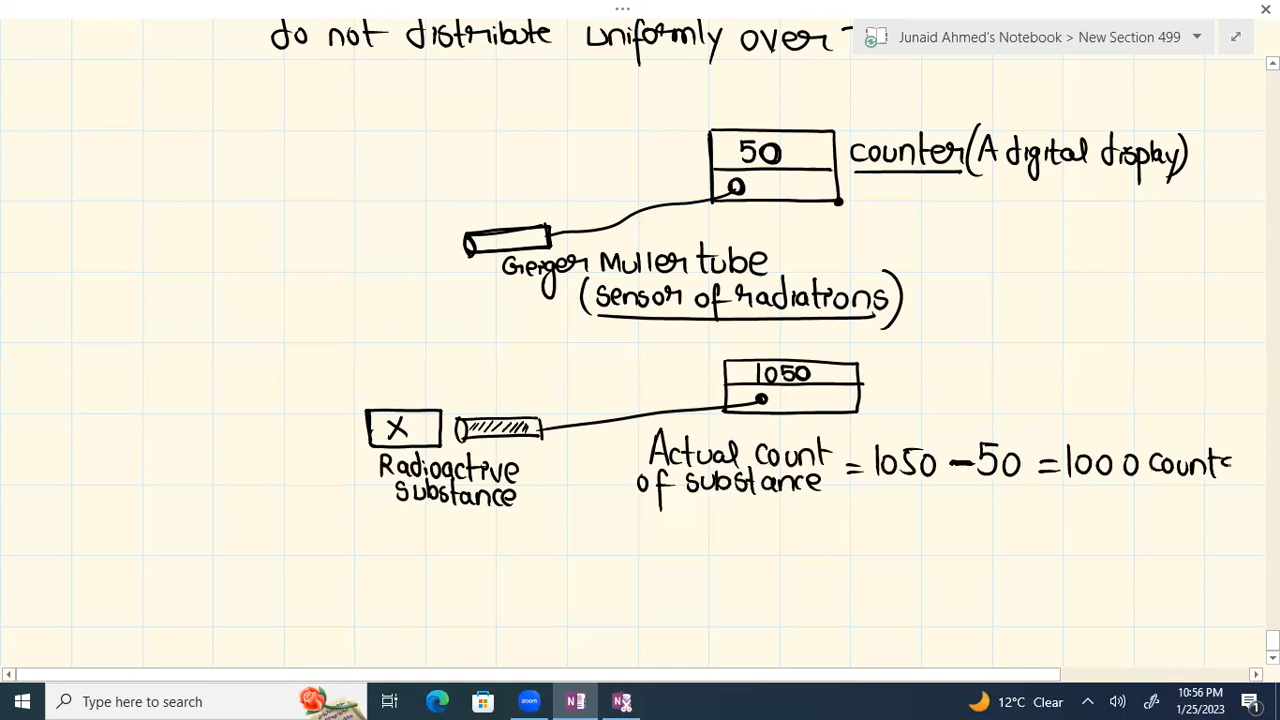 do not distribute uniformly over
Junaid Ahmed's Notebook > New Section 499
50
counter (A digital display)
Geiger Muller tube
(sensor of radiations)
1050
X
Radioactive
substance
Actual count
of substance = 1050 - 50 = 1000 counts
Type here to search
zoom
12°C Clear
10:56 PM
1/25/2023
1